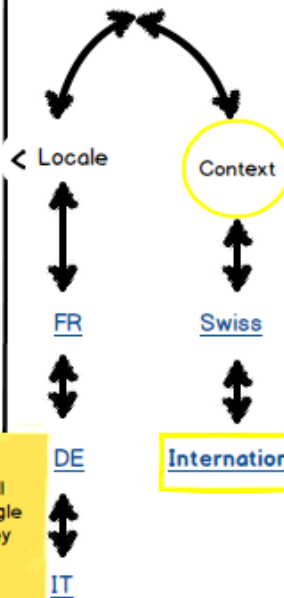 < Locale
Context
FR
Swiss
DE
Internation
IT